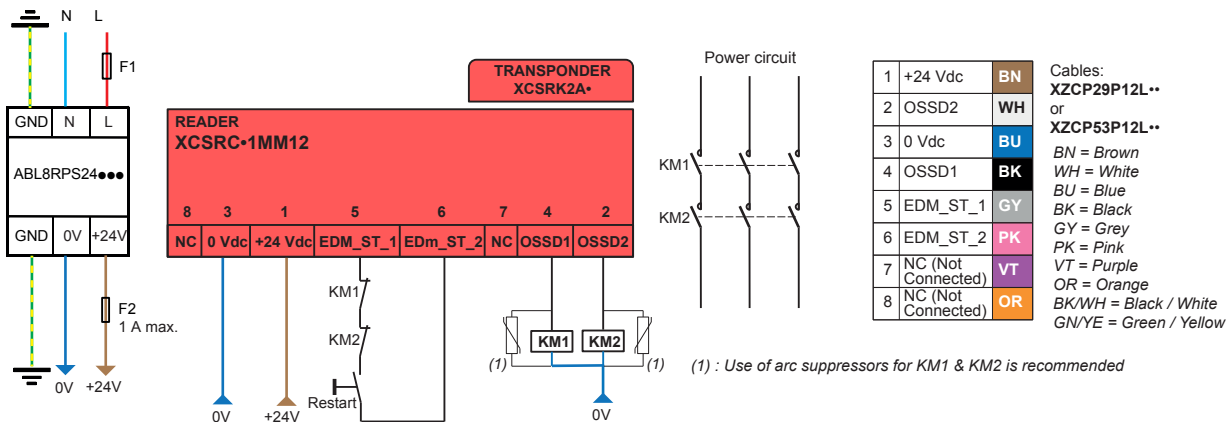 N L
F1
GND N L
ABL8RPS24●●●
GND 0V +24V
F2
1 A max.
0V +24V
TRANSPONDER
XCSRK2A•
READER
XCSRC•1MM12
8 3 1 5 6 7 4 2
NC 0 Vdc +24 Vdc EDM_ST_1 EDm_ST_2 NC OSSD1 OSSD2
KM1
KM2
Restart
0V +24V
KM1 KM2
(1) (1)
0V
Power circuit
KM1
KM2
(1) : Use of arc suppressors for KM1 & KM2 is recommended
1 +24 Vdc BN
2 OSSD2 WH
3 0 Vdc BU
4 OSSD1 BK
5 EDM_ST_1 GY
6 EDM_ST_2 PK
7 NC (Not
Connected) VT
8 NC (Not
Connected) OR
Cables:
XZCP29P12L••
or
XZCP53P12L••
BN = Brown
WH = White
BU = Blue
BK = Black
GY = Grey
PK = Pink
VT = Purple
OR = Orange
BK/WH = Black / White
GN/YE = Green / Yellow